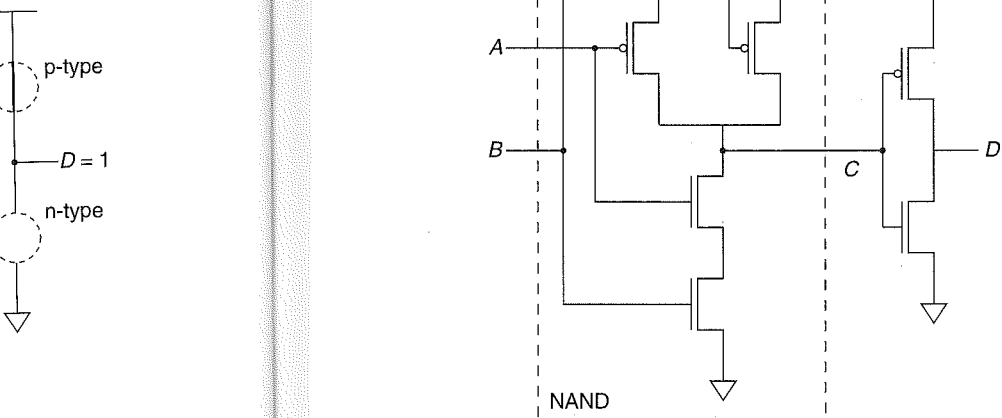 p-type
D = 1
n-type
A
B
C
D
NAND